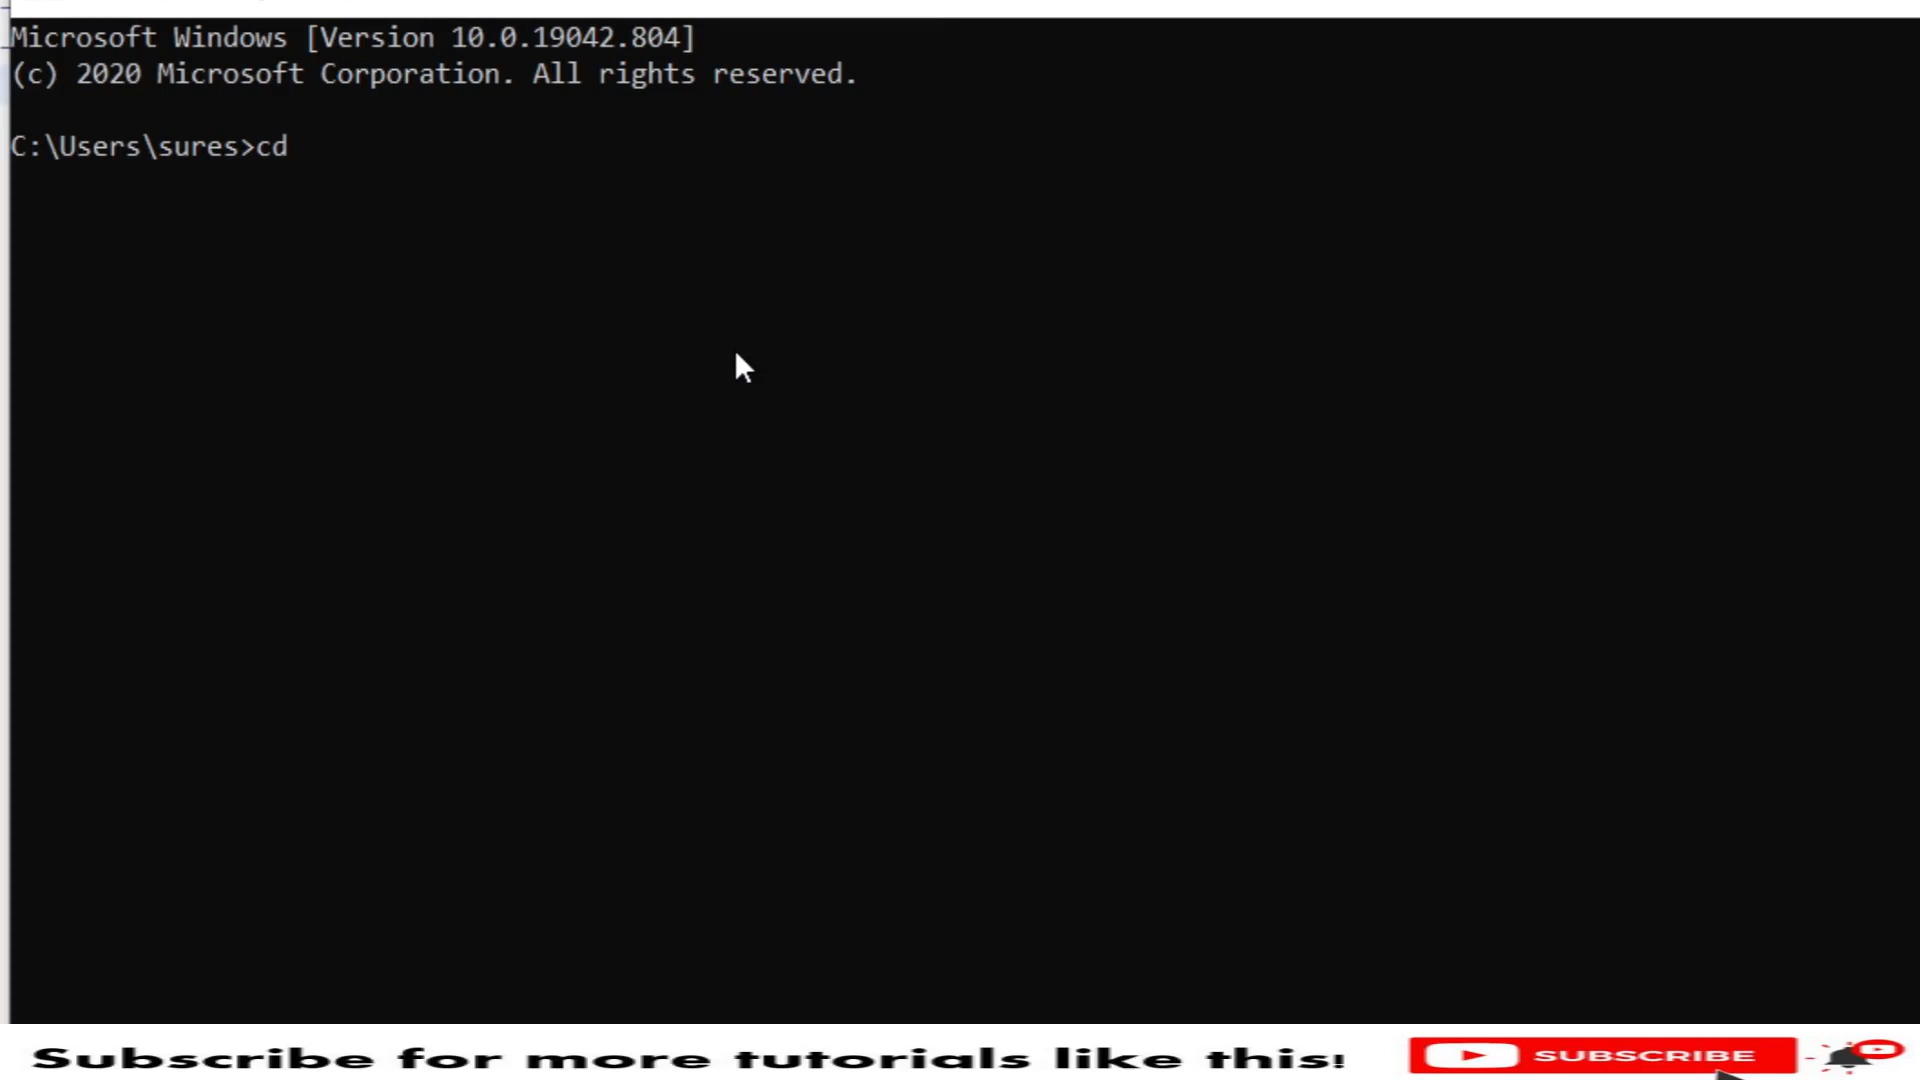 Microsoft Windows [Version 10.0.19042.804]
(c) 2020 Microsoft Corporation. All rights reserved.
C:\Users\sures>cd
Subscribe for more tutorials like this!
SUBSCRIBE